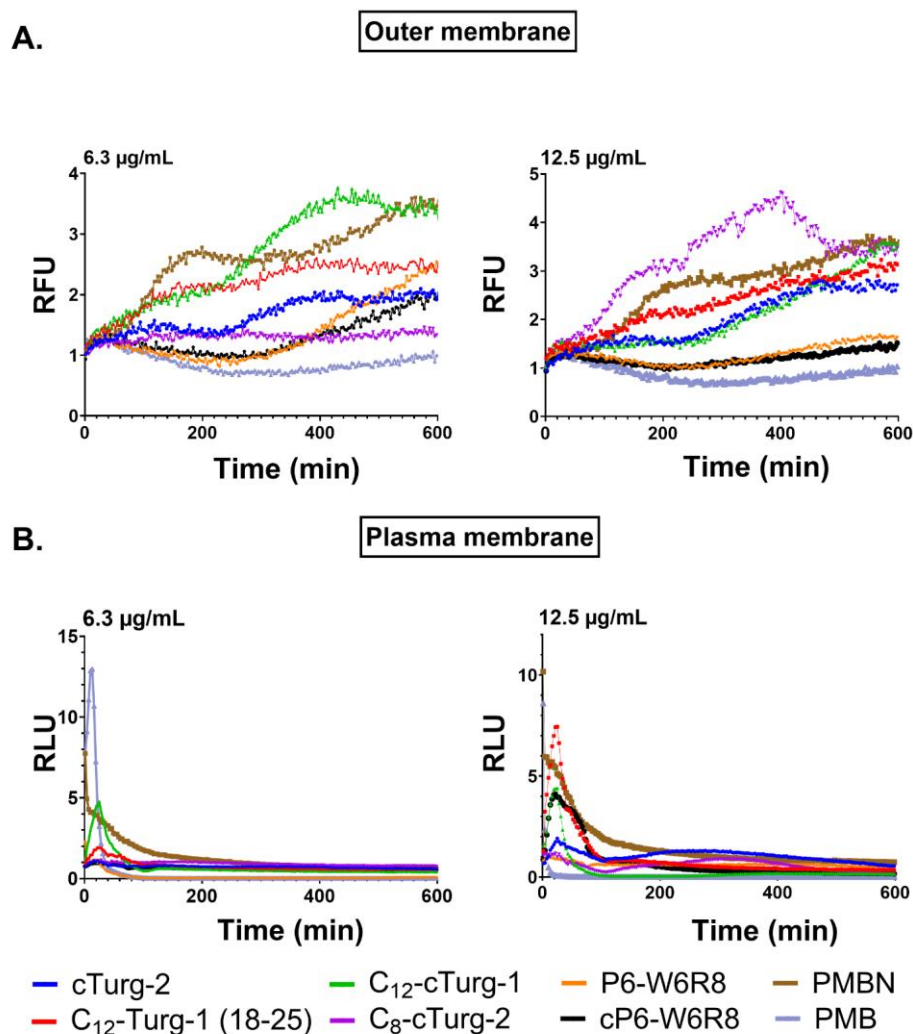 A.
Outer membrane
6.3 µg/mL
12.5 µg/mL
4
3
2
1
0
RFU
0 200 400 600
Time (min)
5
4
3
2
1
0
RFU
0 200 400 600
Time (min)
B.
Plasma membrane
6.3 µg/mL
12.5 µg/mL
15
10
5
0
RLU
0 200 400 600
Time (min)
10
5
0
RLU
0 200 400 600
Time (min)
cTurg-2
C₁₂-cTurg-1
P6-W6R8
PMBN
C₁₂-Turg-1 (18-25)
C₈-cTurg-2
cP6-W6R8
PMB